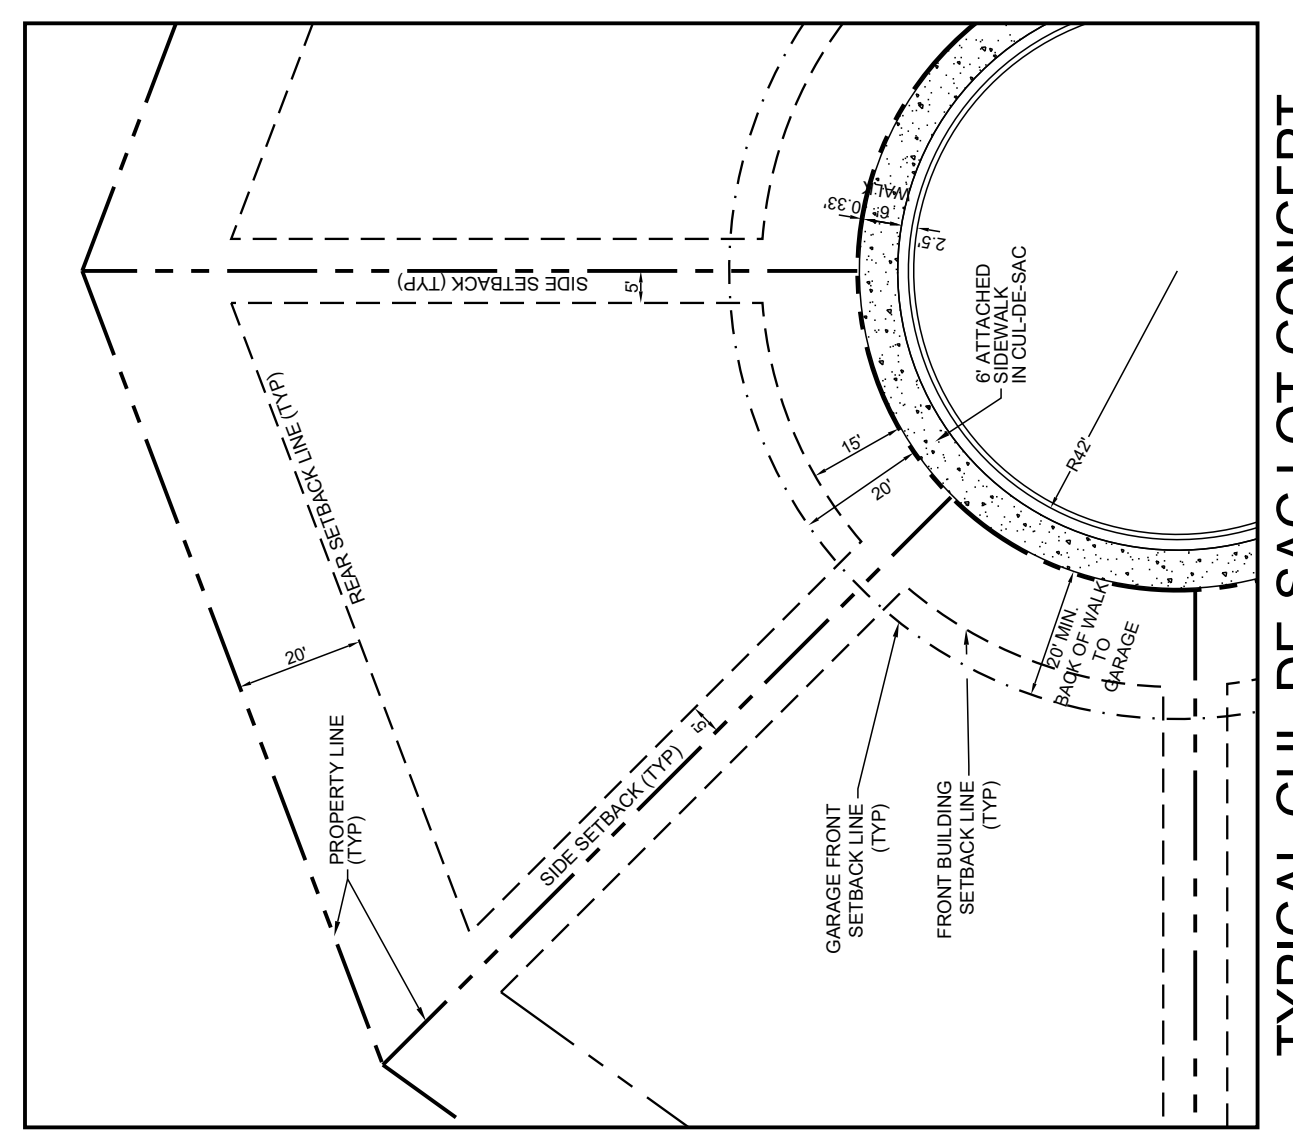 TYPICAL CUL-DE-SAC LOT CONCEPT
PROPERTY LINE
(TYP)
20'
REAR SETBACK LINE (TYP)
SIDE SETBACK (TYP)
5'
SIDE SETBACK (TYP)
5'
GARAGE FRONT
SETBACK LINE
(TYP)
FRONT BUILDING
SETBACK LINE
(TYP)
20' MIN.
BACK OF WALK
TO
GARAGE
15'
20'
0.33'
6'
WALK
2.5'
6' ATTACHED
SIDEWALK
IN CUL-DE-SAC
R42'